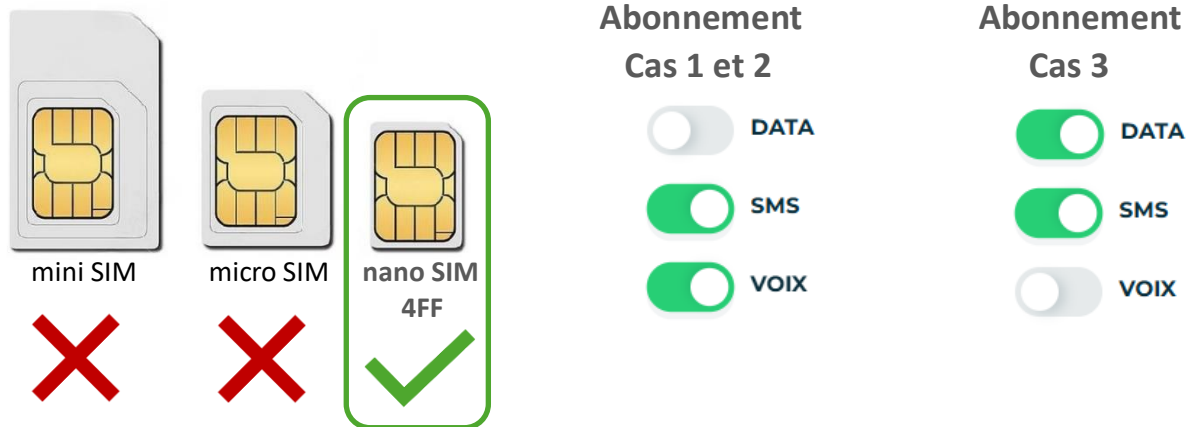 mini SIM
micro SIM
nano SIM
4FF
Abonnement
Cas 1 et 2
DATA
SMS
VOIX
Abonnement
Cas 3
DATA
SMS
VOIX